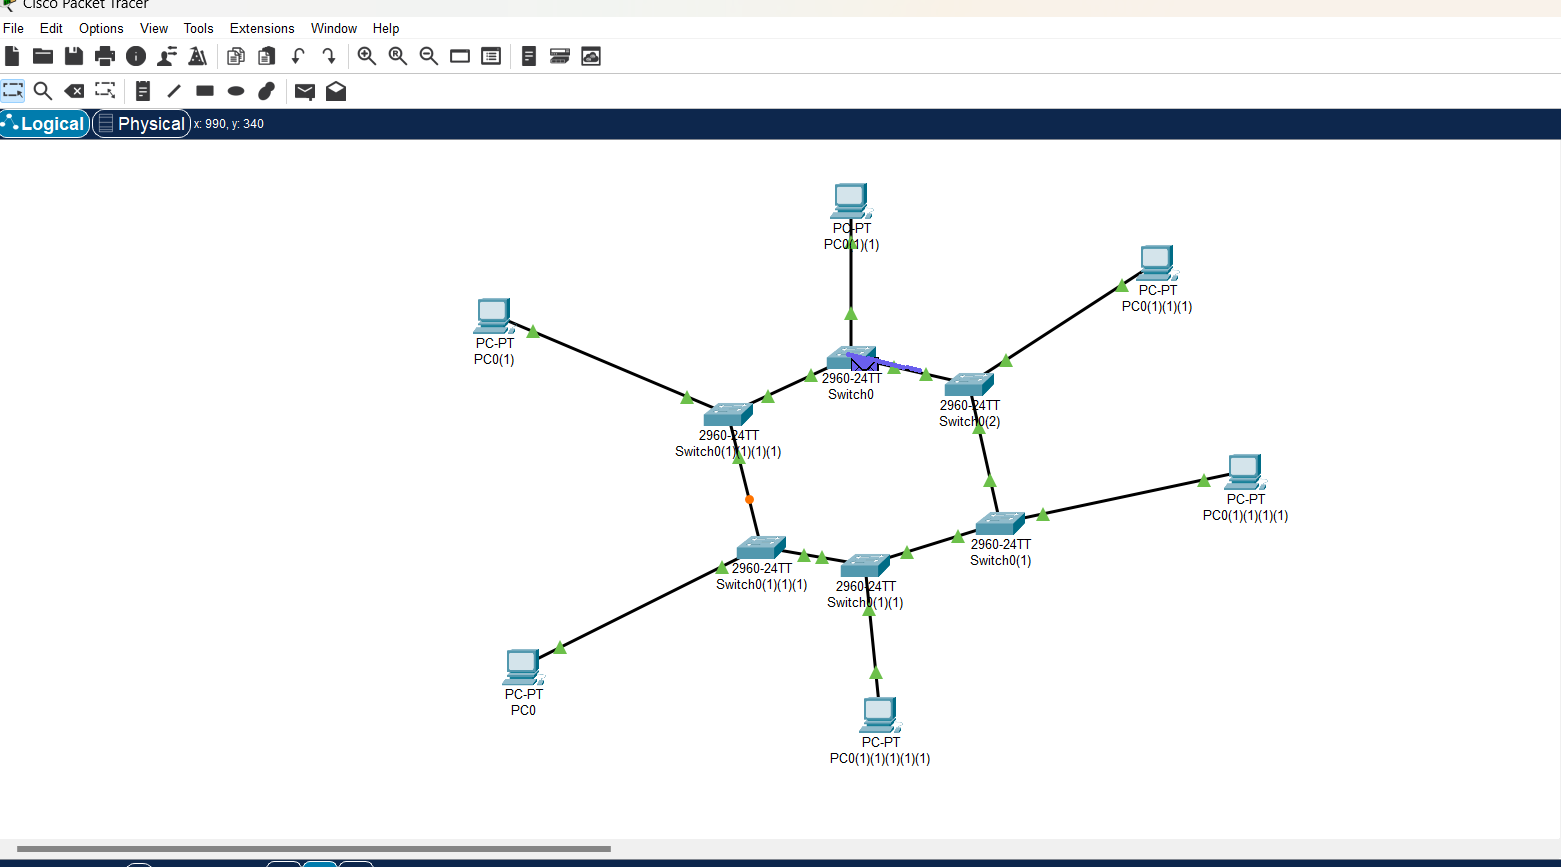 Cisco Packet Tracer
File Edit Options View Tools Extensions Window Help
Logical Physical x: 990, y: 340
PC-PT
PC0(1)(1)
PC-PT
PC0(1)(1)(1)
PC-PT
PC0(1)
2960-24TT
Switch0
2960-24TT
Switch0(2)
2960-24TT
Switch0(1)(1)(1)(1)
PC-PT
PC0(1)(1)(1)(1)
2960-24TT
Switch0(1)
2960-24TT
Switch0(1)(1)(1)
2960-24TT
Switch0(1)(1)
PC-PT
PC0
PC-PT
PC0(1)(1)(1)(1)(1)